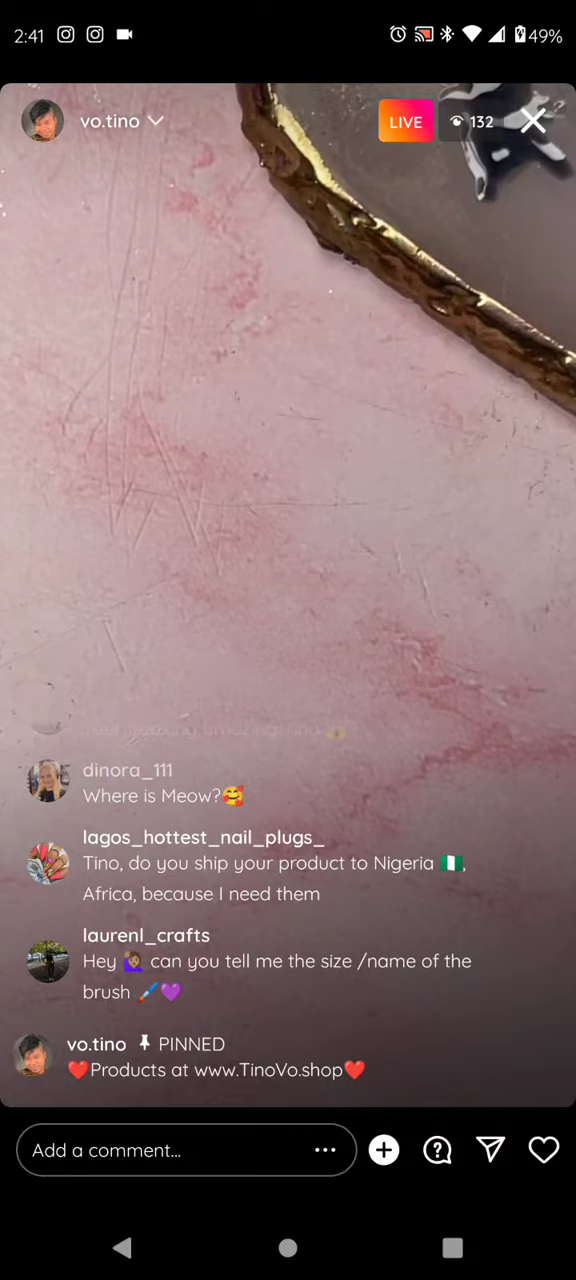 2:41
49%
vo.tino
LIVE
132
dinora_111
Where is Meow?🥰
lagos_hottest_nail_plugs_
Tino, do you ship your product to Nigeria 🇳🇬,
Africa, because I need them
laurenl_crafts
Hey 🙋🏽‍♀️ can you tell me the size /name of the
brush 🖌️💜
vo.tino 📌 PINNED
❤️Products at www.TinoVo.shop❤️
Add a comment...